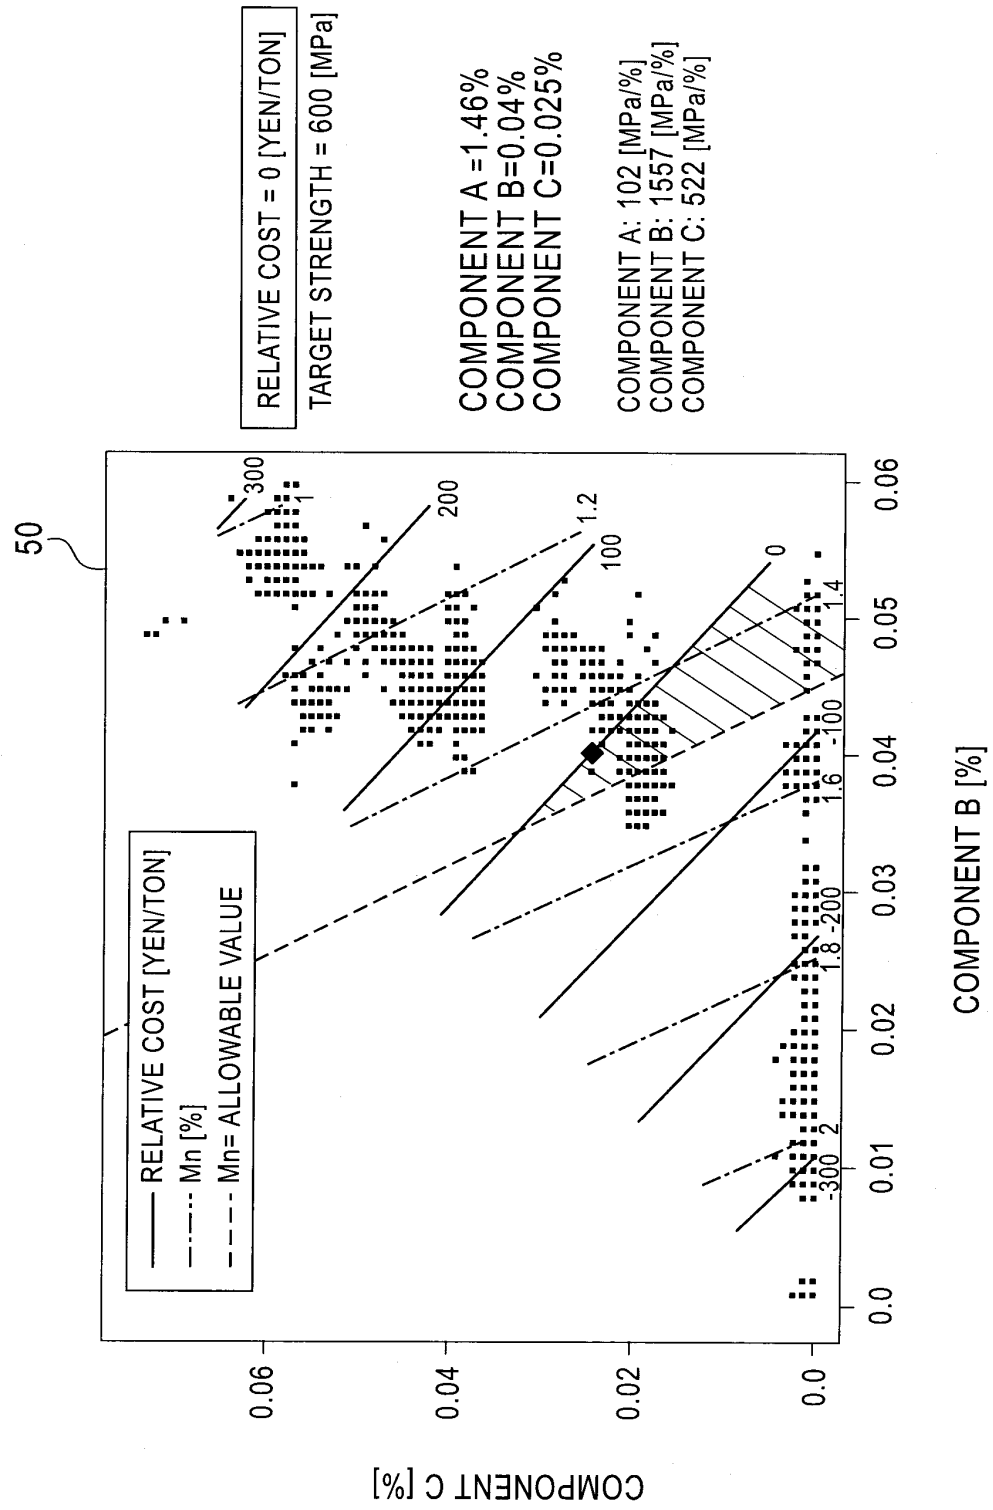 50
RELATIVE COST = 0 [YEN/TON]
TARGET STRENGTH = 600 [MPa]
COMPONENT A =1.46%
COMPONENT B=0.04%
COMPONENT C=0.025%
COMPONENT A: 102 [MPa/%]
COMPONENT B: 1557 [MPa/%]
COMPONENT C: 522 [MPa/%]
RELATIVE COST [YEN/TON]
Mn [%]
Mn= ALLOWABLE VALUE
300
1
200
1.2
100
0
1.4
-100
1.6
-200
1.8
2
-300
COMPONENT C [%]
0.06
0.04
0.02
0.0
0.0
0.01
0.02
0.03
0.04
0.05
0.06
COMPONENT B [%]